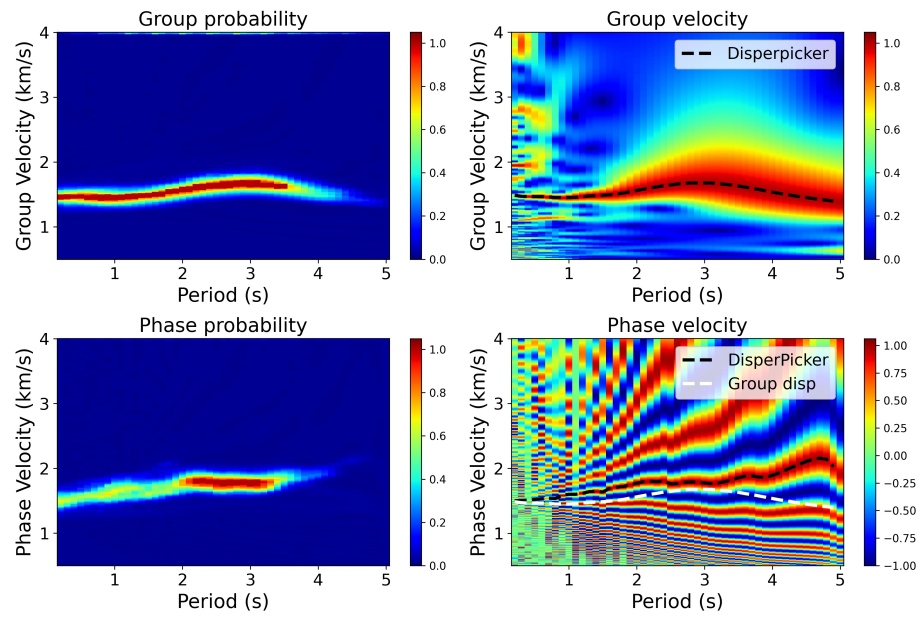 Group probability
4
3
2
1
Group Velocity (km/s)
1 2 3 4 5
Period (s)
1.0
0.8
0.6
0.4
0.2
0.0
Group velocity
Disperpicker
4
3
2
1
Group Velocity (km/s)
1 2 3 4 5
Period (s)
1.0
0.8
0.6
0.4
0.2
0.0
Phase probability
4
3
2
1
Phase Velocity (km/s)
1 2 3 4 5
Period (s)
1.0
0.8
0.6
0.4
0.2
0.0
Phase velocity
DisperPicker
Group disp
4
3
2
1
Phase Velocity (km/s)
1 2 3 4 5
Period (s)
1.00
0.75
0.50
0.25
0.00
−0.25
−0.50
−0.75
−1.00